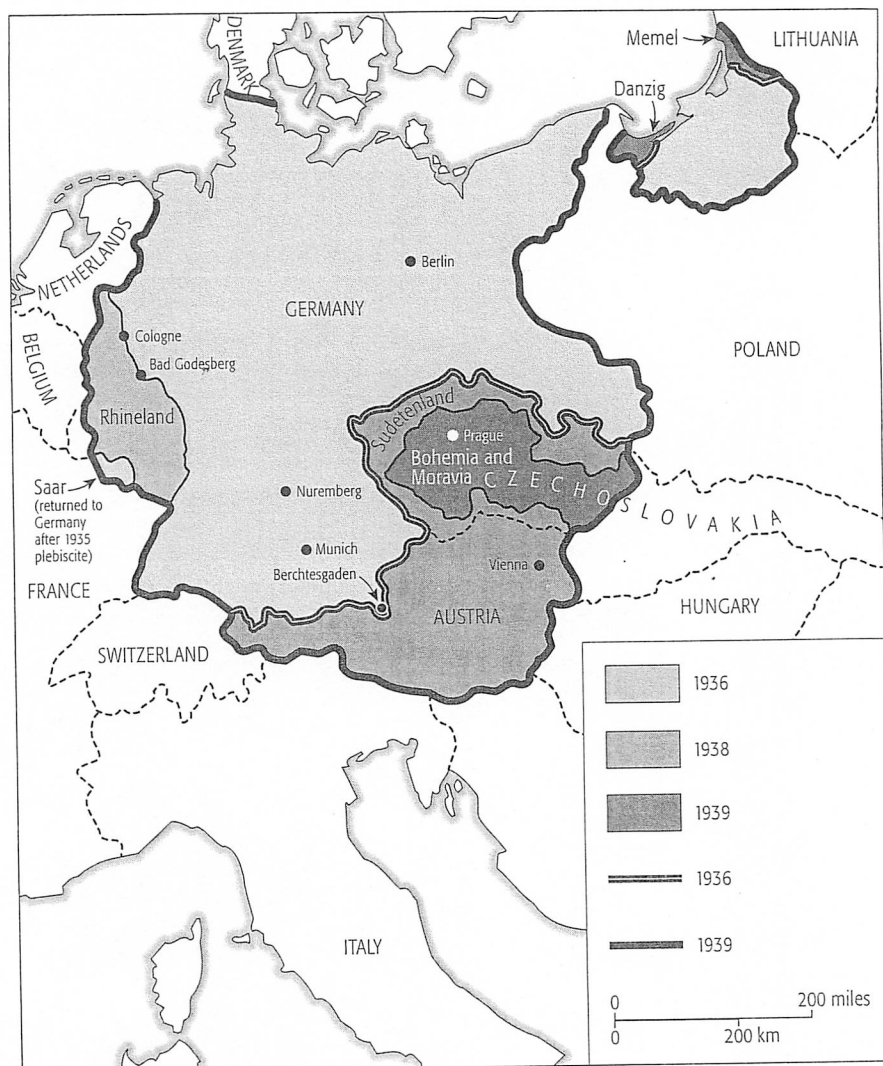 DENMARK
Memel
LITHUANIA
Danzig
NETHERLANDS
Berlin
GERMANY
BELGIUM
Cologne
Bad Godesberg
POLAND
Rhineland
Sudetenland
Prague
Bohemia and
Moravia
CZECHOSLOVAKIA
Saar
(returned to
Germany
after 1935
plebiscite)
Nuremberg
Munich
Vienna
Berchtesgaden
FRANCE
AUSTRIA
HUNGARY
SWITZERLAND
ITALY
1936
1938
1939
1936
1939
0 200 miles
0 200 km